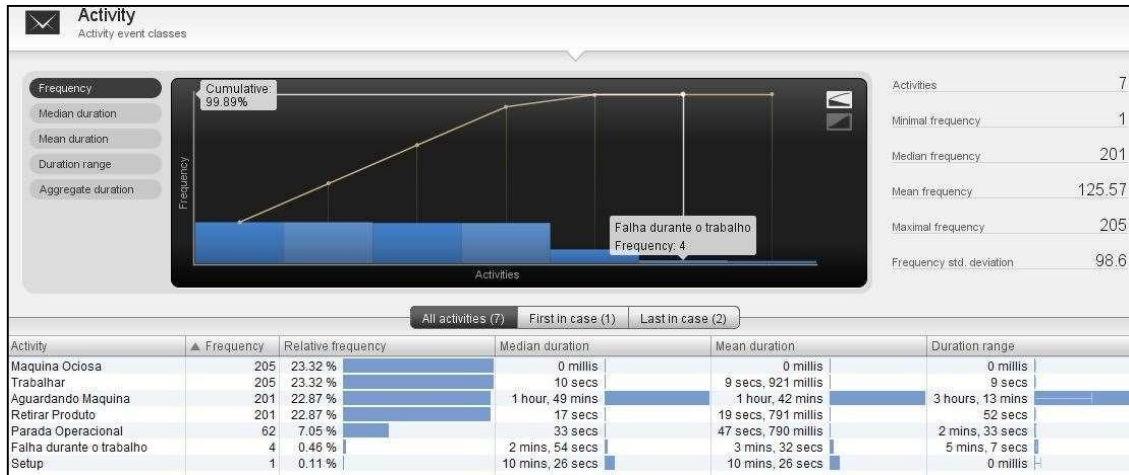 Activity
Activity event classes
Frequency
Median duration
Mean duration
Duration range
Aggregate duration
Cumulative:
99.89%
Frequency
Falha durante o trabalho
Frequency: 4
Activities
Activities 7
Minimal frequency 1
Median frequency 201
Mean frequency 125.57
Maximal frequency 205
Frequency std. deviation 98.6
All activities (7) First in case (1) Last in case (2)
Activity Frequency Relative frequency Median duration Mean duration Duration range
Maquina Ociosa 205 23.32 % 0 millis 0 millis 0 millis
Trabalhar 205 23.32 % 10 secs 9 secs, 921 millis 9 secs
Aguardando Maquina 201 22.87 % 1 hour, 49 mins 1 hour, 42 mins 3 hours, 13 mins
Retirar Produto 201 22.87 % 17 secs 19 secs, 791 millis 52 secs
Parada Operacional 62 7.05 % 33 secs 47 secs, 790 millis 2 mins, 33 secs
Falha durante o trabalho 4 0.46 % 2 mins, 54 secs 3 mins, 32 secs 5 mins, 7 secs
Setup 1 0.11 % 10 mins, 26 secs 10 mins, 26 secs 0 millis